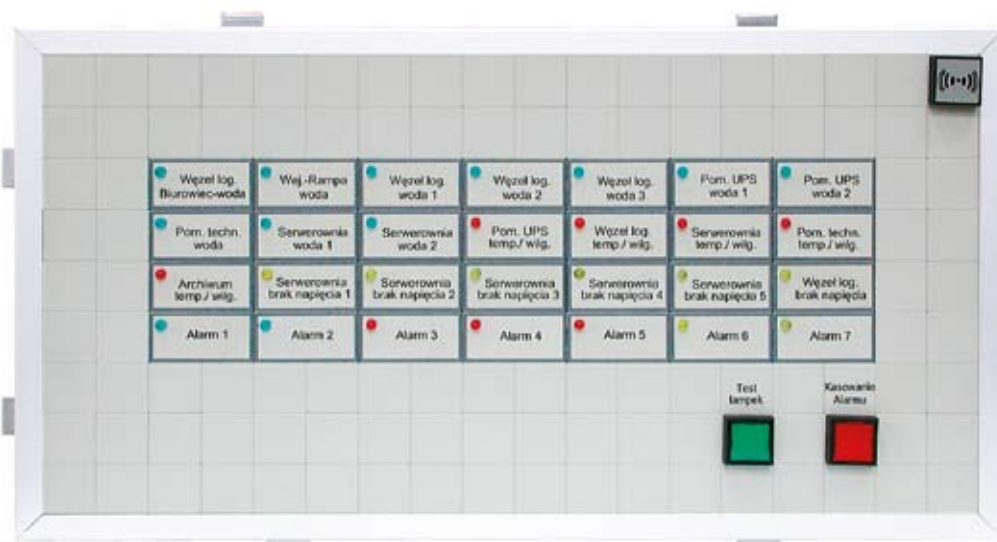 Węzeł log.
Biurowiec-woda
Wej.-Rampa
woda
Węzeł log.
woda 1
Węzeł log.
woda 2
Węzeł log.
woda 3
Pom. UPS
woda 1
Pom. UPS
woda 2
Pom. techn.
woda
Serwerownia
woda 1
Serwerownia
woda 2
Pom. UPS
temp./ wilg.
Węzeł log.
temp./ wilg.
Serwerownia
temp./ wilg.
Pom. techn.
temp./ wilg.
Archiwum
temp./ wilg.
Serwerownia
brak napięcia 1
Serwerownia
brak napięcia 2
Serwerownia
brak napięcia 3
Serwerownia
brak napięcia 4
Serwerownia
brak napięcia 5
Węzeł log.
brak napięcia
Alarm 1
Alarm 2
Alarm 3
Alarm 4
Alarm 5
Alarm 6
Alarm 7
Test
lampek
Kasowanie
Alarmu